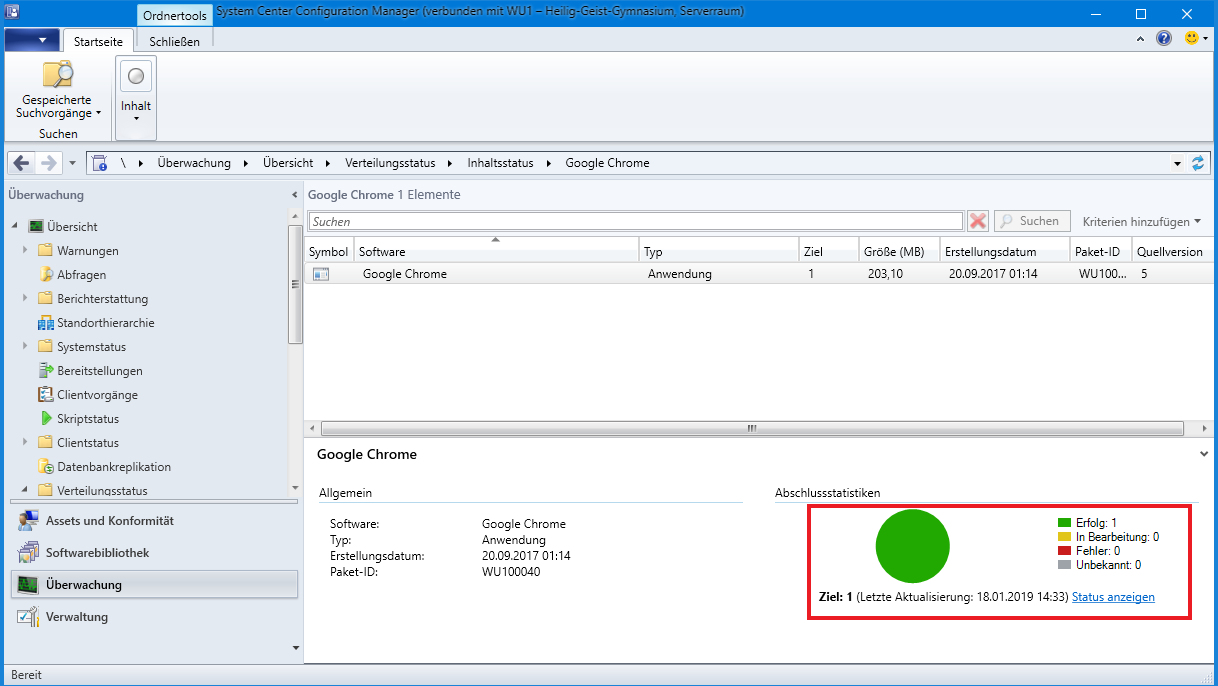 Ordnertools
System Center Configuration Manager (verbunden mit WU1 – Heilig-Geist-Gymnasium, Serverraum)
Startseite
Schließen
Gespeicherte
Suchvorgänge
Suchen
Inhalt
\ Überwachung Übersicht Verteilungsstatus Inhaltsstatus Google Chrome
Überwachung
Übersicht
Warnungen
Abfragen
Berichterstattung
Standorthierarchie
Systemstatus
Bereitstellungen
Clientvorgänge
Skriptstatus
Clientstatus
Datenbankreplikation
Verteilungsstatus
Assets und Konformität
Softwarebibliothek
Überwachung
Verwaltung
Google Chrome 1 Elemente
Suchen
Suchen
Kriterien hinzufügen
Symbol Software Typ Ziel Größe (MB) Erstellungsdatum Paket-ID Quellversion
Google Chrome Anwendung 1 203,10 20.09.2017 01:14 WU100... 5
Google Chrome
Allgemein
Software: Google Chrome
Typ: Anwendung
Erstellungsdatum: 20.09.2017 01:14
Paket-ID: WU100040
Abschlussstatistiken
Erfolg: 1
In Bearbeitung: 0
Fehler: 0
Unbekannt: 0
Ziel: 1 (Letzte Aktualisierung: 18.01.2019 14:33) Status anzeigen
Bereit